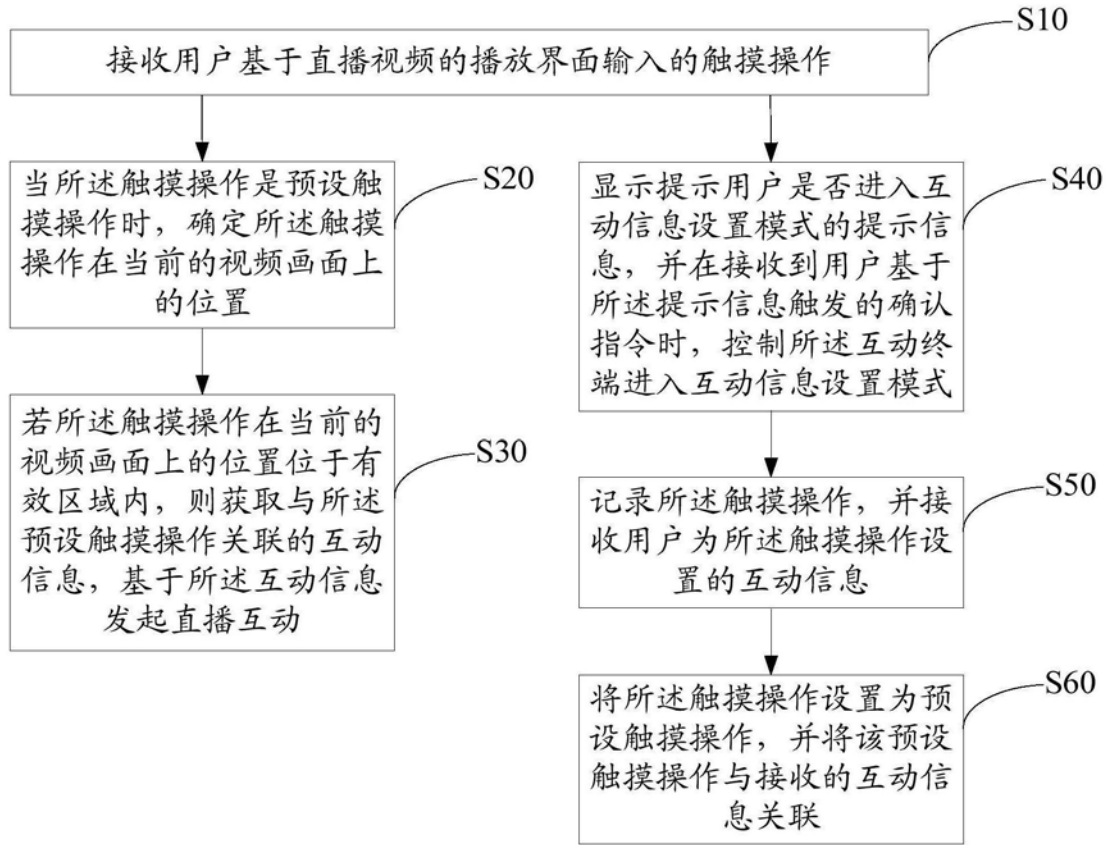 S10
接收用户基于直播视频的播放界面输入的触摸操作
S20
当所述触摸操作是预设触
摸操作时，确定所述触摸
操作在当前的视频画面上
的位置
S30
若所述触摸操作在当前的
视频画面上的位置位于有
效区域内，则获取与所述
预设触摸操作关联的互动
信息，基于所述互动信息
发起直播互动
S40
显示提示用户是否进入互
动信息设置模式的提示信
息，并在接收到用户基于
所述提示信息触发的确认
指令时，控制所述互动终
端进入互动信息设置模式
S50
记录所述触摸操作，并接
收用户为所述触摸操作设
置的互动信息
S60
将所述触摸操作设置为预
设触摸操作，并将该预设
触摸操作与接收的互动信
息关联